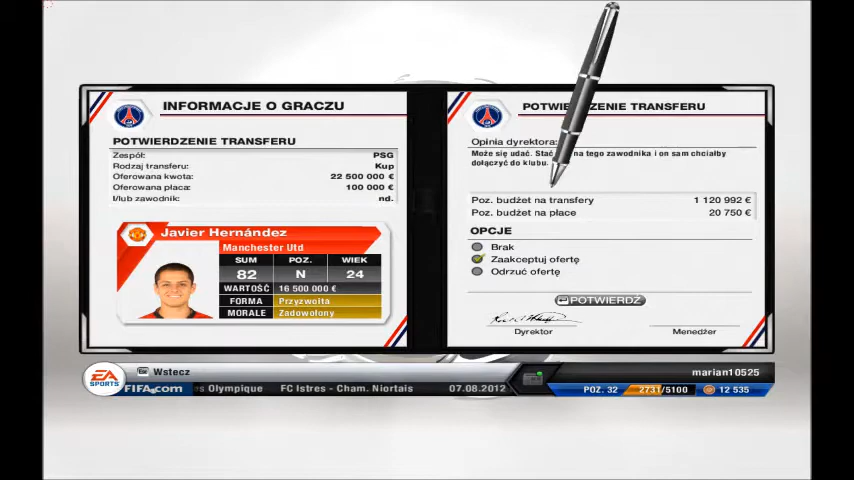 INFORMACJE O GRACZU
POTWIERDZENIE TRANSFERU
Zespół: PSG
Rodzaj transferu: Kup
Oferowana kwota: 22 500 000 €
Oferowana płaca: 100 000 €
I/lub zawodnik: nd.
Javier Hernández
Manchester Utd
SUM POZ. WIEK
82 N 24
WARTOŚĆ 16 500 000 €
FORMA Przyzwoita
MORALE Zadowolony
TRANSFERU
Opinia dyrektora:
Może się udać. na tego zawodnika i on sam chciałby
dołączyć do klubu.
Poz. budżet na transfery 1 120 992 €
Poz. budżet na płace 20 750 €
OPCJE
Brak
Zaakceptuj ofertę
Odrzuć ofertę
POTWIERDŹ
Dyrektor Menedżer
EA SPORTS
Wstecz
marian10525
FIFA.com
es Olympique FC Istres - Cham. Niortais 07.08.2012
POZ. 32 2731/5100 12 535